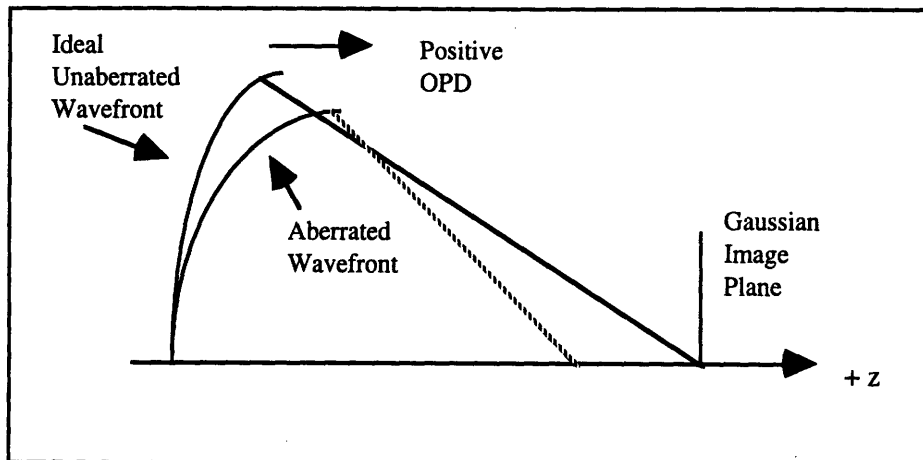 Ideal
Unaberrated
Wavefront
Positive
OPD
Aberrated
Wavefront
Gaussian
Image
Plane
+ z